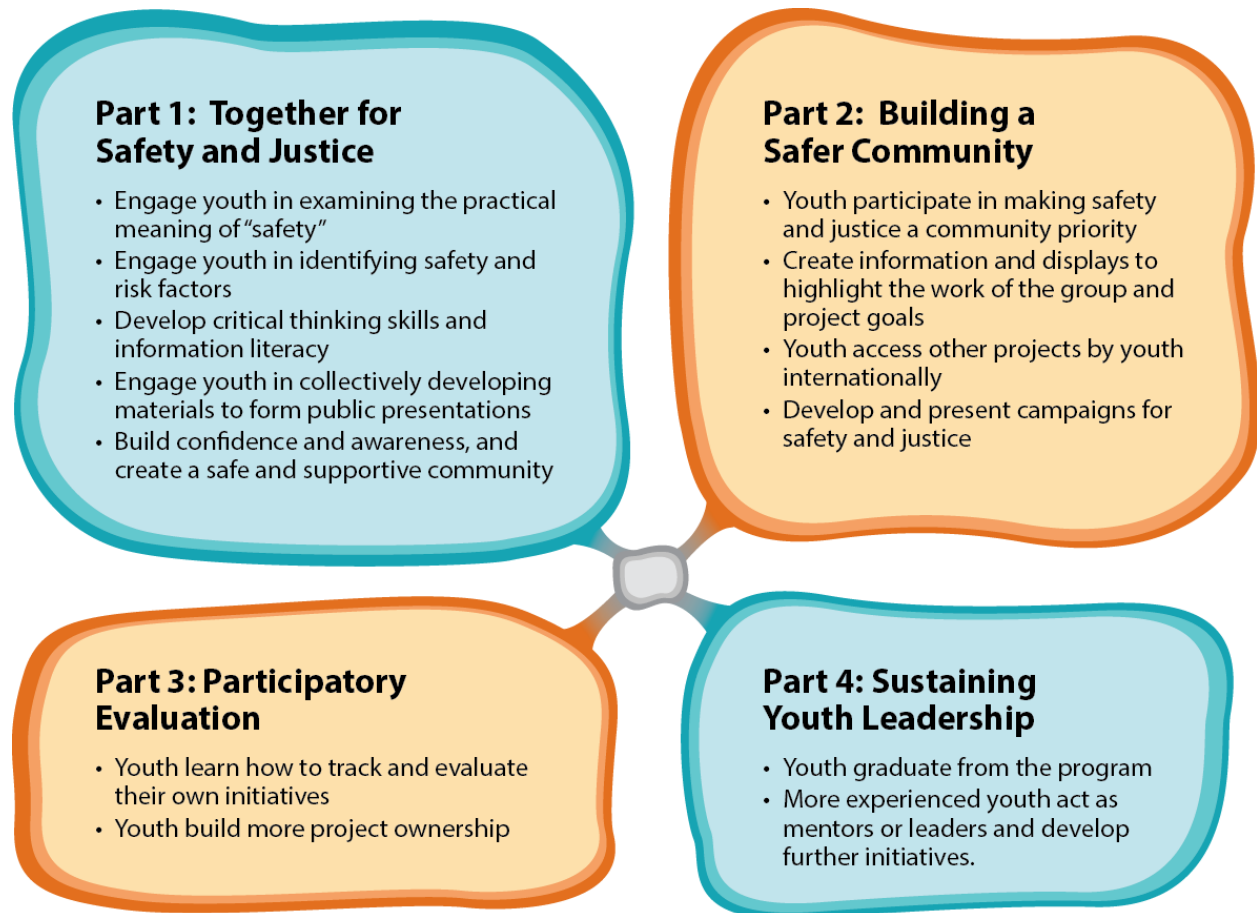 Part 1:  Together for
Safety and Justice
• Engage youth in examining the practical
meaning of “safety”
• Engage youth in identifying safety and
risk factors
• Develop critical thinking skills and
information literacy
• Engage youth in collectively developing
materials to form public presentations
• Build confidence and awareness, and
create a safe and supportive community
Part 2:  Building a
Safer Community
• Youth participate in making safety
and justice a community priority
• Create information and displays to
highlight the work of the group and
project goals
• Youth access other projects by youth
internationally
• Develop and present campaigns for
safety and justice
Part 3: Participatory
Evaluation
• Youth learn how to track and evaluate
their own initiatives
• Youth build more project ownership
Part 4: Sustaining
Youth Leadership
• Youth graduate from the program
• More experienced youth act as
mentors or leaders and develop
further initiatives.